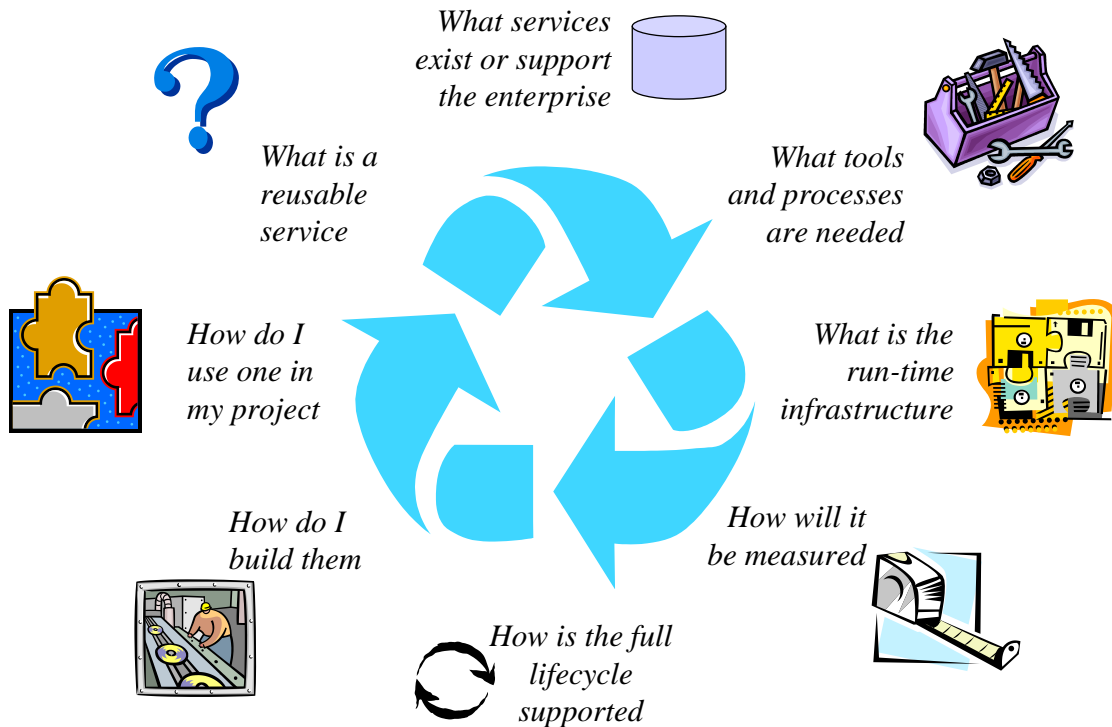 What services
exist or support
the enterprise
What is a
reusable
service
What tools
and processes
are needed
How do I
use one in
my project
What is the
run-time
infrastructure
How do I
build them
How will it
be measured
How is the full
lifecycle
supported